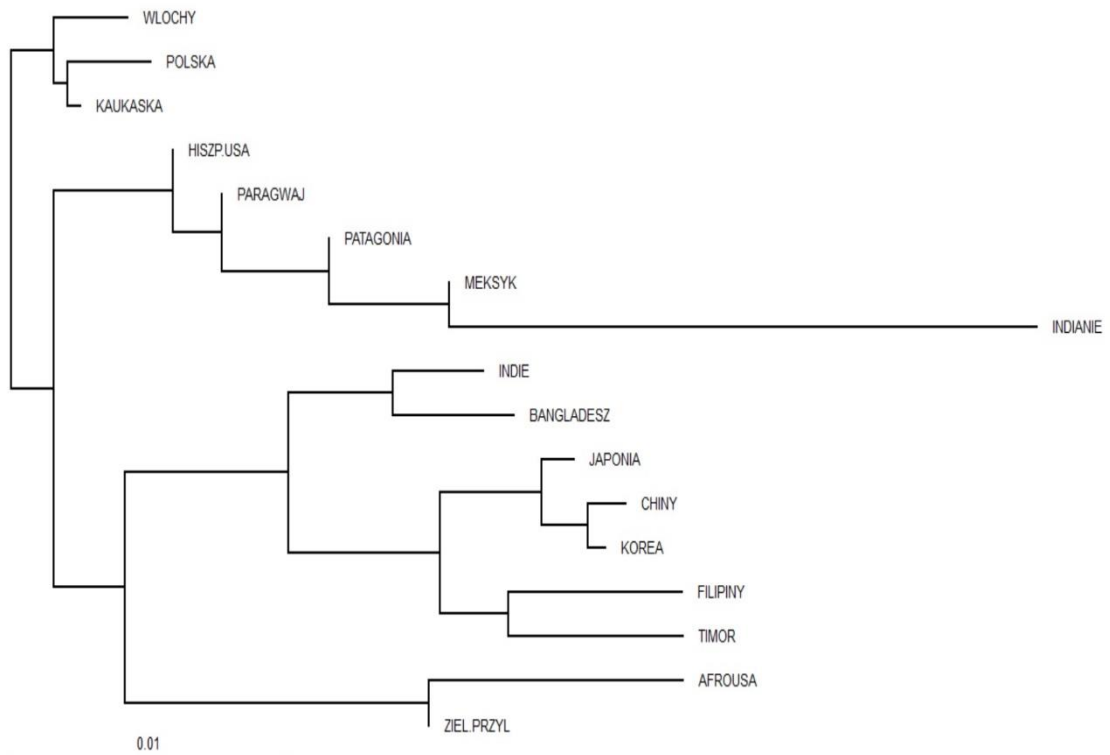 WLOCHY
POLSKA
KAUKASKA
HISZP.USA
PARAGWAJ
PATAGONIA
MEKSYK
INDIANIE
INDIE
BANGLADESZ
JAPONIA
CHINY
KOREA
FILIPINY
TIMOR
AFROUSA
ZIEL.PRZYL
0.01